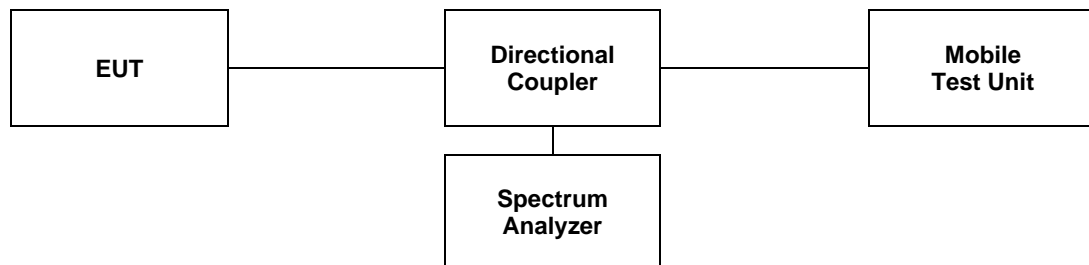 EUT
Directional
Coupler
Mobile
Test Unit
Spectrum
Analyzer